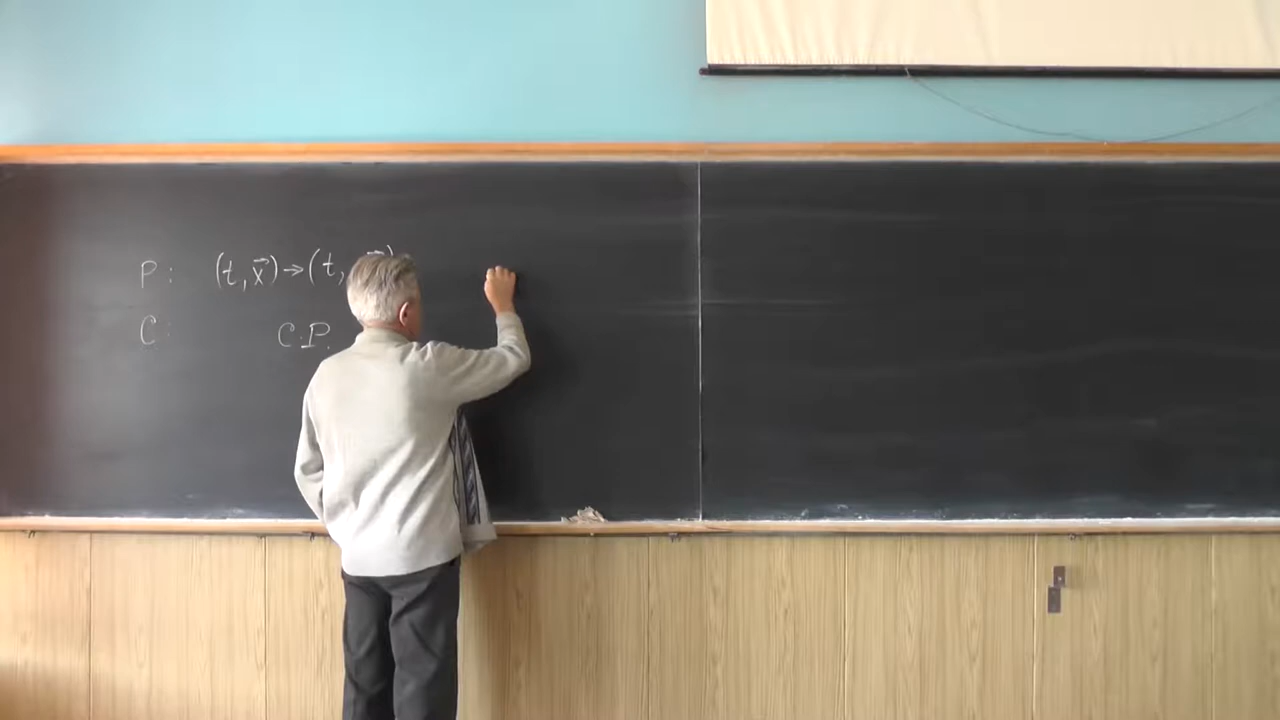 P: (t, x⃗) → (t,
C: C.P.